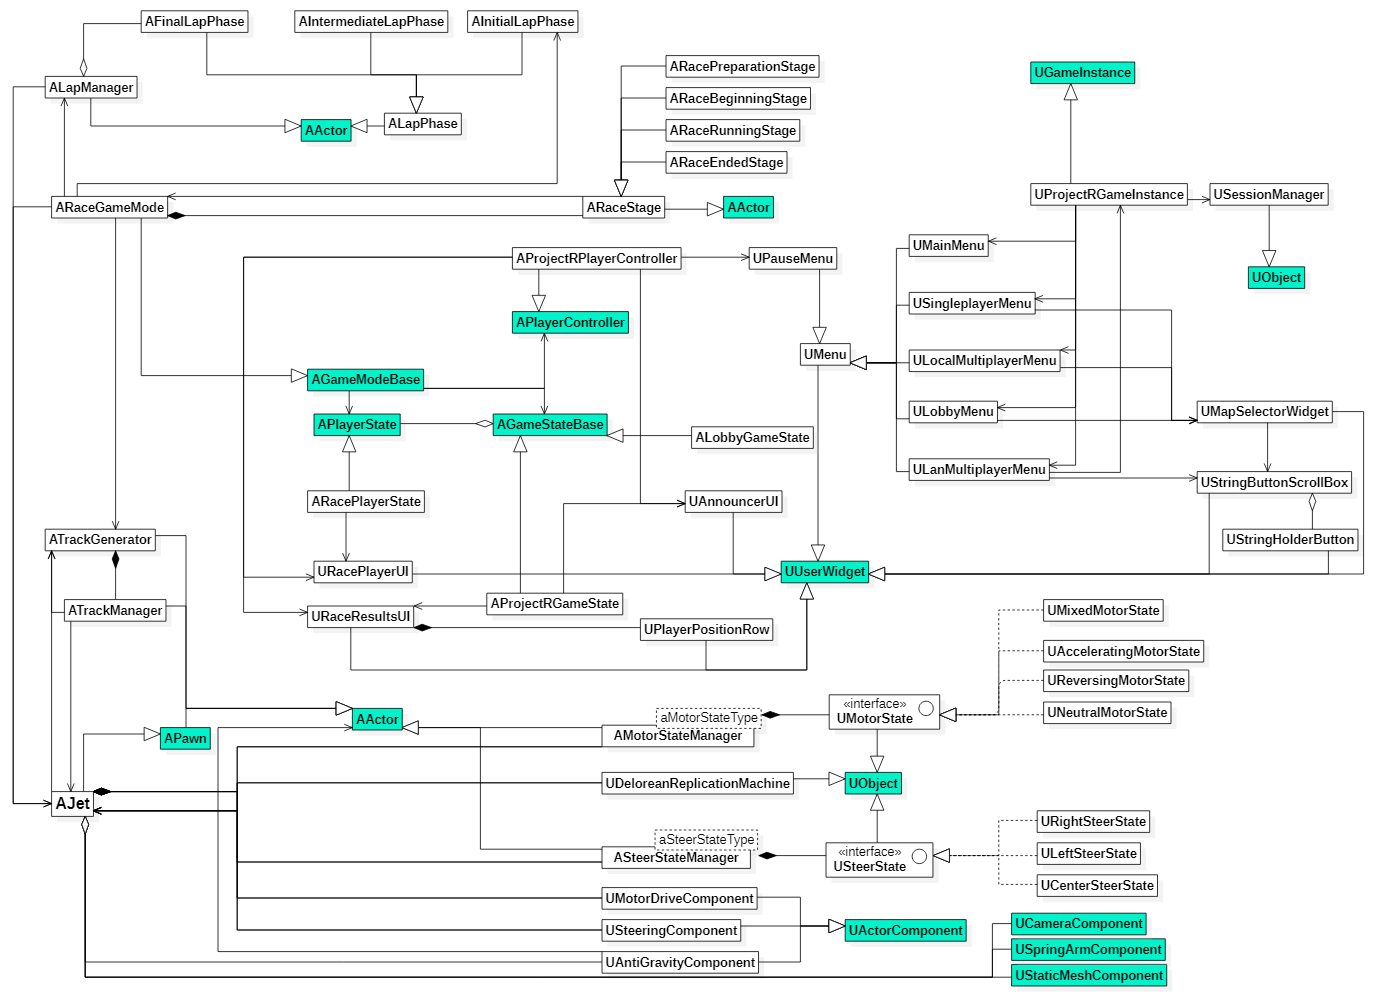 AFinalLapPhase
AIntermediateLapPhase
AInitialLapPhase
ARacePreparationStage
UGameInstance
ALapManager
ARaceBeginningStage
AActor
ALapPhase
ARaceRunningStage
ARaceEndedStage
UProjectRGameInstance
USessionManager
ARaceGameMode
ARaceStage
AActor
UMainMenu
AProjectRPlayerController
UPauseMenu
UObject
USingleplayerMenu
APlayerController
UMenu
ULocalMultiplayerMenu
AGameModeBase
ULobbyMenu
UMapSelectorWidget
APlayerState
AGameStateBase
ALobbyGameState
ULanMultiplayerMenu
UStringButtonScrollBox
ARacePlayerState
UAnnouncerUI
ATrackGenerator
UStringHolderButton
URacePlayerUI
UUserWidget
ATrackManager
AProjectRGameState
UMixedMotorState
URaceResultsUI
UPlayerPositionRow
UAcceleratingMotorState
UReversingMotorState
«interface»
UMotorState
UNeutralMotorState
AActor
aMotorStateType
AMotorStateManager
APawn
UDeloreanReplicationMachine
UObject
AJet
URightSteerState
aSteerStateType
ASteerStateManager
«interface»
USteerState
ULeftSteerState
UCenterSteerState
UMotorDriveComponent
USteeringComponent
UActorComponent
UCameraComponent
USpringArmComponent
UAntiGravityComponent
UStaticMeshComponent